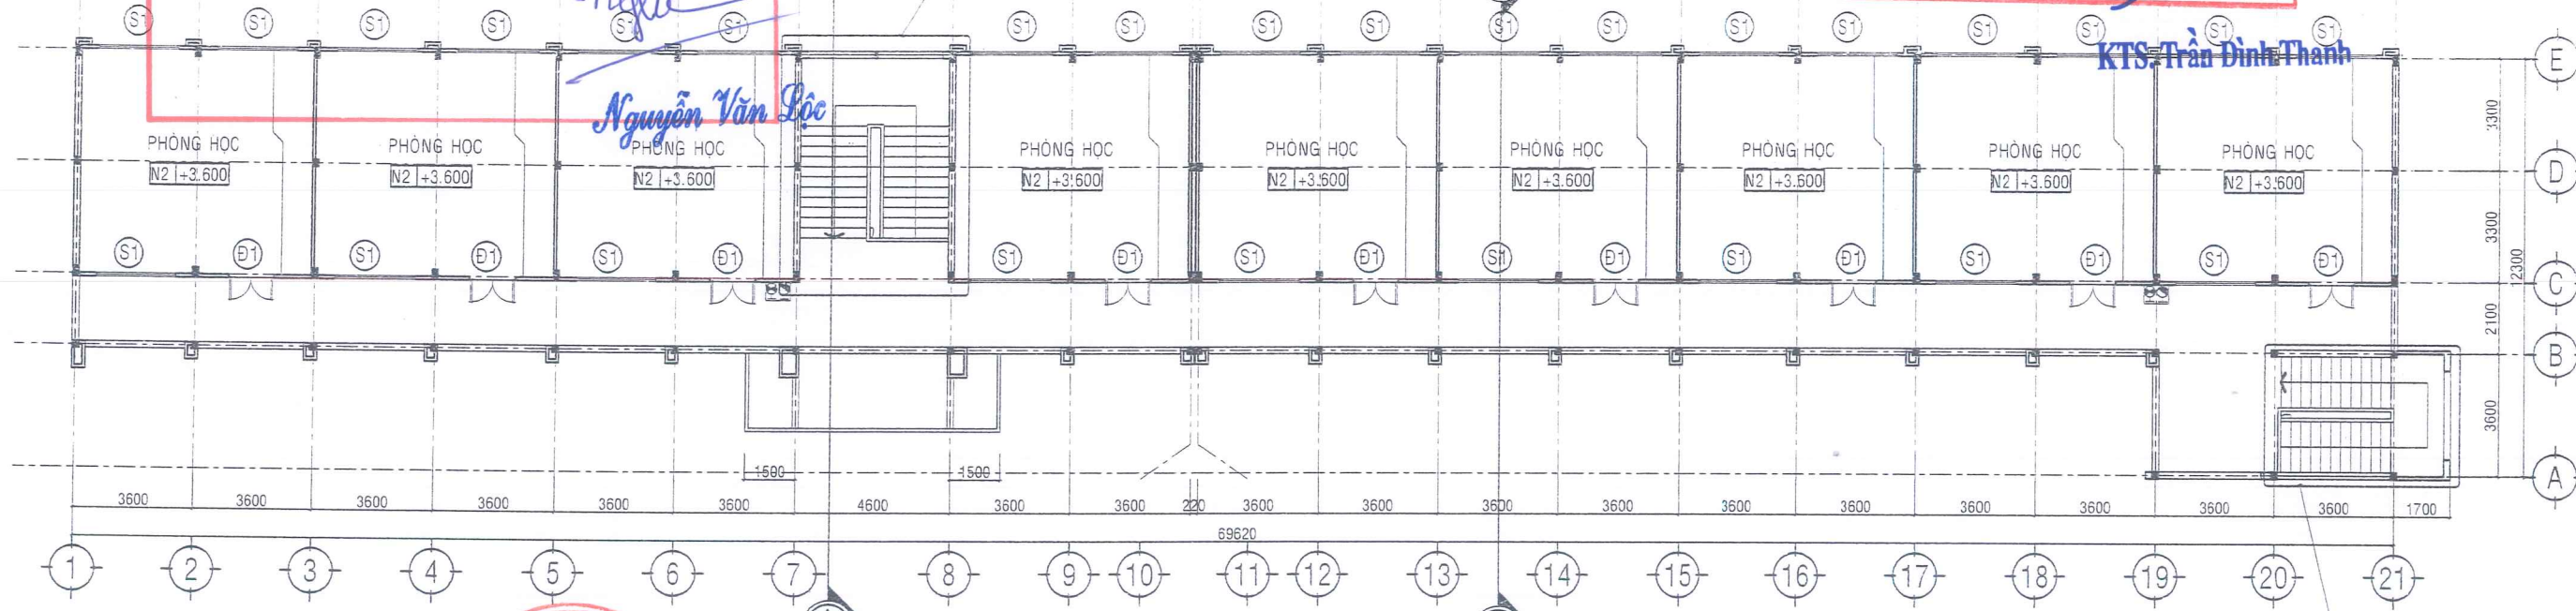 S1 S1 S1 S1 S1 S1 S1 S1 S1 S1 S1 S1 S1 S1 S1 S1 S1 S1
KTS. Trần Đình Thanh
E
Nguyễn Văn Lộc
3300
PHÒNG HỌC PHÒNG HỌC PHÒNG HỌC PHÒNG HỌC PHÒNG HỌC PHÒNG HỌC PHÒNG HỌC PHÒNG HỌC PHÒNG HỌC
N2 +3.600 N2 +3.600 N2 +3.600 N2 +3.600 N2 +3.600 N2 +3.600 N2 +3.600 N2 +3.600 N2 +3.600
D
3300
S1 Đ1 S1 Đ1 S1 Đ1 S1 Đ1 S1 Đ1 S1 Đ1 S1 Đ1 S1 Đ1 S1 Đ1
12300
C
2100
B
3600
1500 1500
A
3600 3600 3600 3600 3600 3600 4600 3600 3600 220 3600 3600 3600 3600 3600 3600 3600 3600 3600 3600 1700
69620
1 2 3 4 5 6 7 8 9 10 11 12 13 14 15 16 17 18 19 20 21